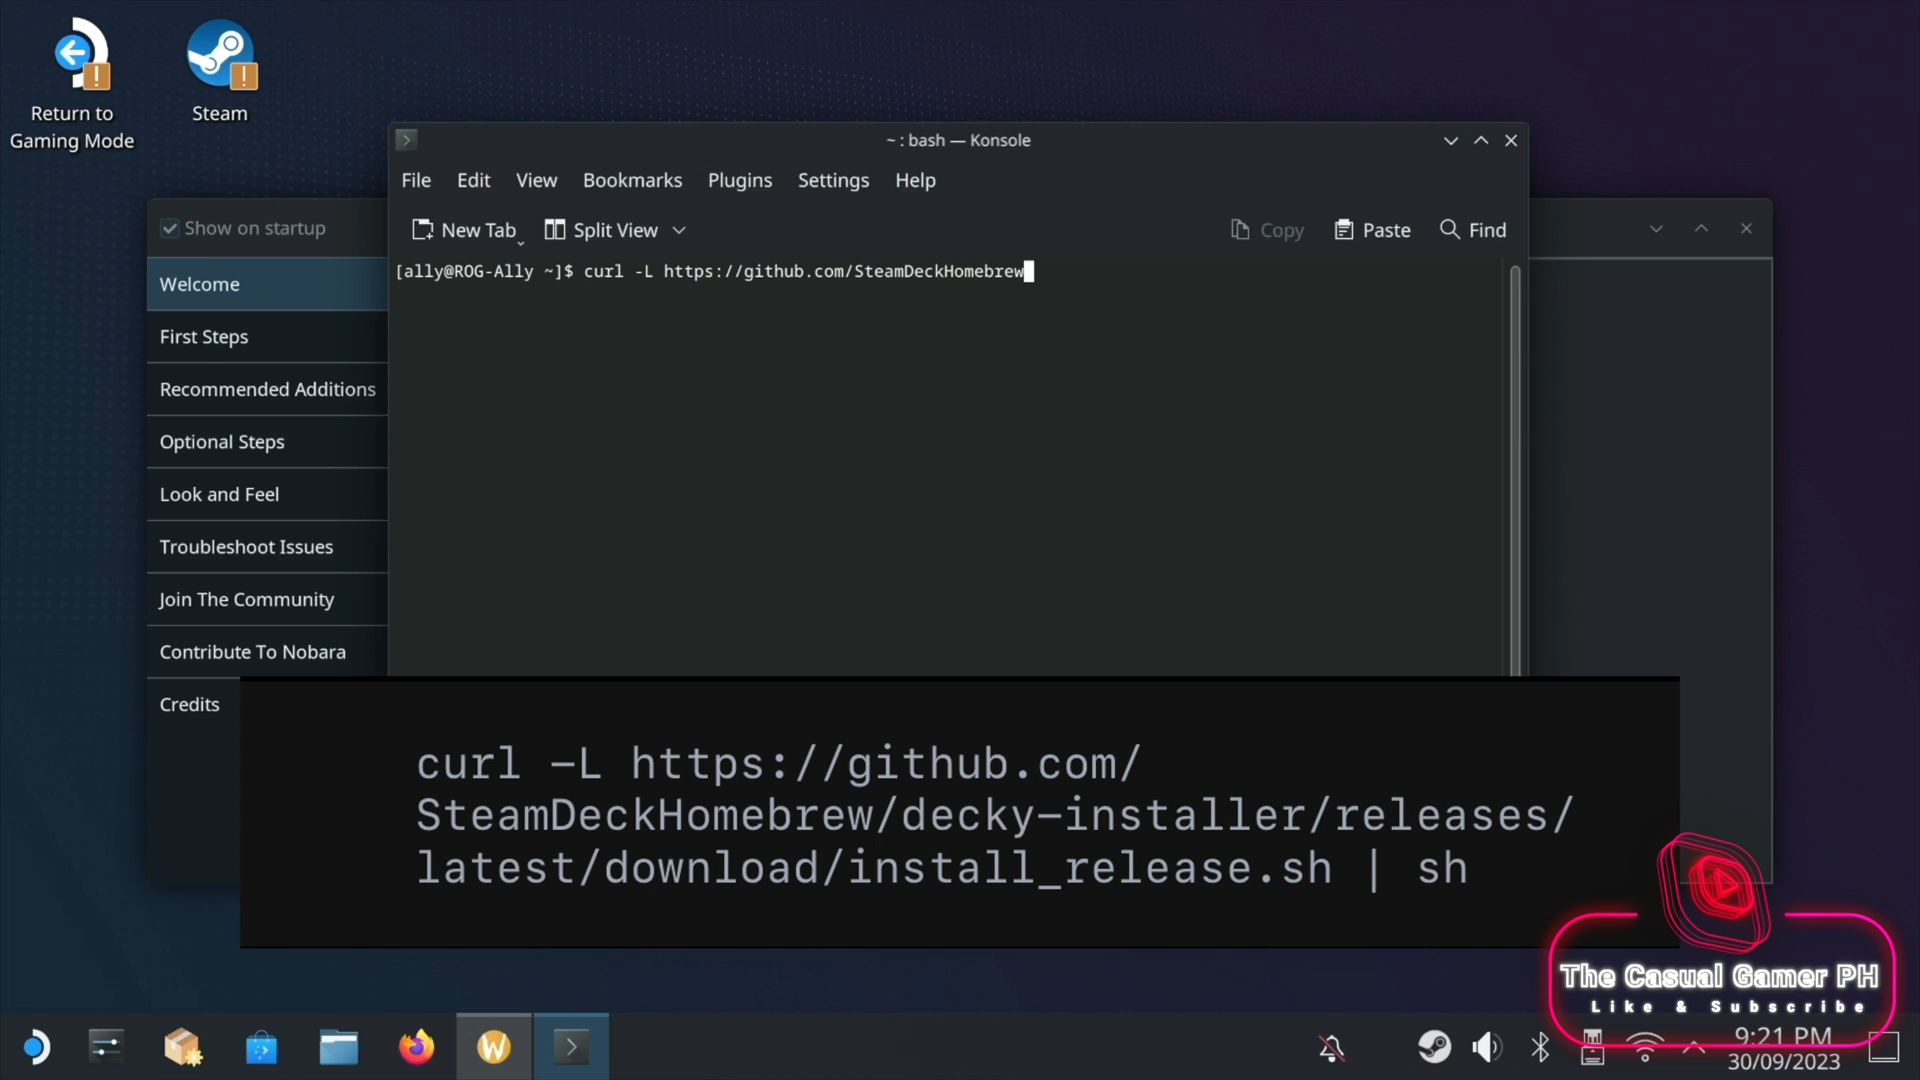 Return to
Gaming Mode
Steam
~ : bash — Konsole
File Edit View Bookmarks Plugins Settings Help
New Tab Split View Copy Paste Find
[ally@ROG-Ally ~]$ curl -L https://github.com/SteamDeckHomebrew
Show on startup
Welcome
First Steps
Recommended Additions
Optional Steps
Look and Feel
Troubleshoot Issues
Join The Community
Contribute To Nobara
Credits
curl -L https://github.com/
SteamDeckHomebrew/decky-installer/releases/
latest/download/install_release.sh | sh
The Casual Gamer PH
Like & Subscribe
9:21 PM
30/09/2023